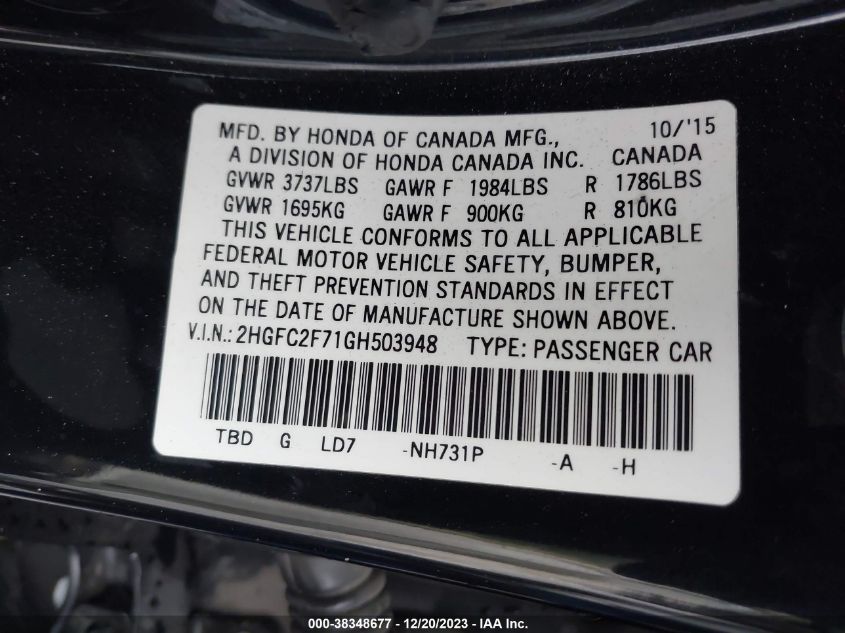 MFD. BY HONDA OF CANADA MFG., 10/'15
A DIVISION OF HONDA CANADA INC. CANADA
GVWR 3737LBS GAWR F 1984LBS R 1786LBS
GVWR 1695KG GAWR F 900KG R 810KG
THIS VEHICLE CONFORMS TO ALL APPLICABLE
FEDERAL MOTOR VEHICLE SAFETY, BUMPER,
AND THEFT PREVENTION STANDARDS IN EFFECT
ON THE DATE OF MANUFACTURE SHOWN ABOVE.
V.I.N.: 2HGFC2F71GH503948 TYPE: PASSENGER CAR
TBD G LD7 -NH731P -A -H
000-38348677 — 12/20/2023 — IAA Inc.